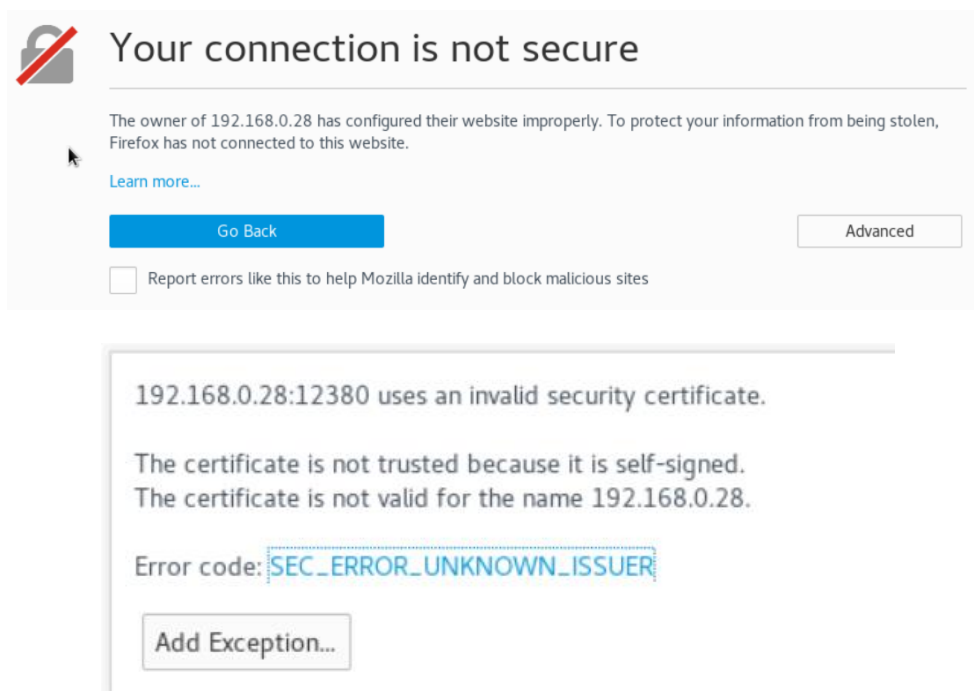 Your connection is not secure
The owner of 192.168.0.28 has configured their website improperly. To protect your information from being stolen,
Firefox has not connected to this website.
Learn more...
Go Back
Advanced
Report errors like this to help Mozilla identify and block malicious sites
192.168.0.28:12380 uses an invalid security certificate.
The certificate is not trusted because it is self-signed.
The certificate is not valid for the name 192.168.0.28.
Error code: SEC_ERROR_UNKNOWN_ISSUER
Add Exception...